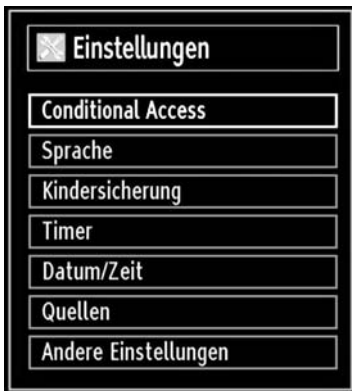 Einstellungen
Conditional Access
Sprache
Kindersicherung
Timer
Datum/Zeit
Quellen
Andere Einstellungen